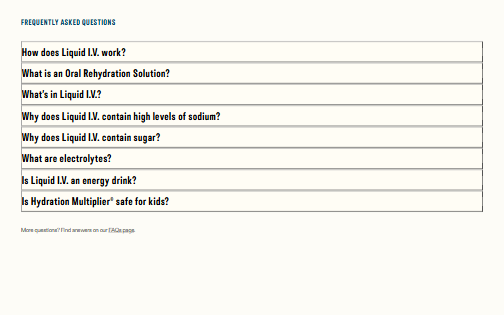 FREQUENTLY ASKED QUESTIONS
How does Liquid I.V. work?
What is an Oral Rehydration Solution?
What's in Liquid I.V.?
Why does Liquid I.V. contain high levels of sodium?
Why does Liquid I.V. contain sugar?
What are electrolytes?
Is Liquid I.V. an energy drink?
Is Hydration Multiplier® safe for kids?
More questions? Find answers on our FAQs page.